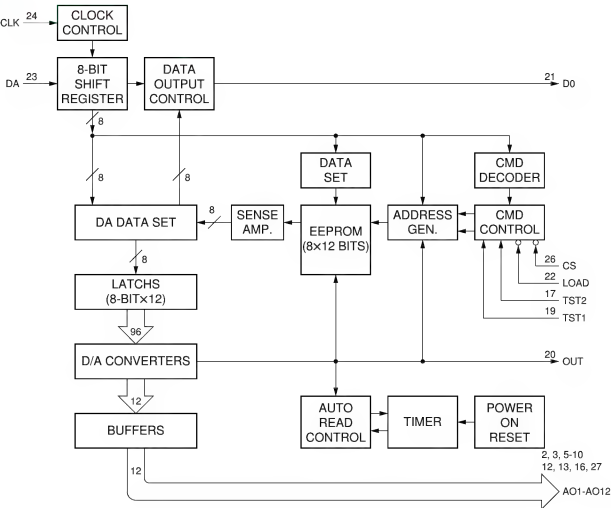 CLK
24
CLOCK
CONTROL
DA
23
8-BIT
SHIFT
REGISTER
DATA
OUTPUT
CONTROL
21
D0
8
8
8
DATA
SET
CMD
DECODER
DA DATA SET
8
SENSE
AMP.
EEPROM
(8×12 BITS)
ADDRESS
GEN.
CMD
CONTROL
8
26
CS
22
LOAD
17
TST2
19
TST1
LATCHS
(8-BIT×12)
96
D/A CONVERTERS
20
OUT
12
BUFFERS
AUTO
READ
CONTROL
TIMER
POWER
ON
RESET
12
2, 3, 5-10
12, 13, 16, 27
AO1-AO12